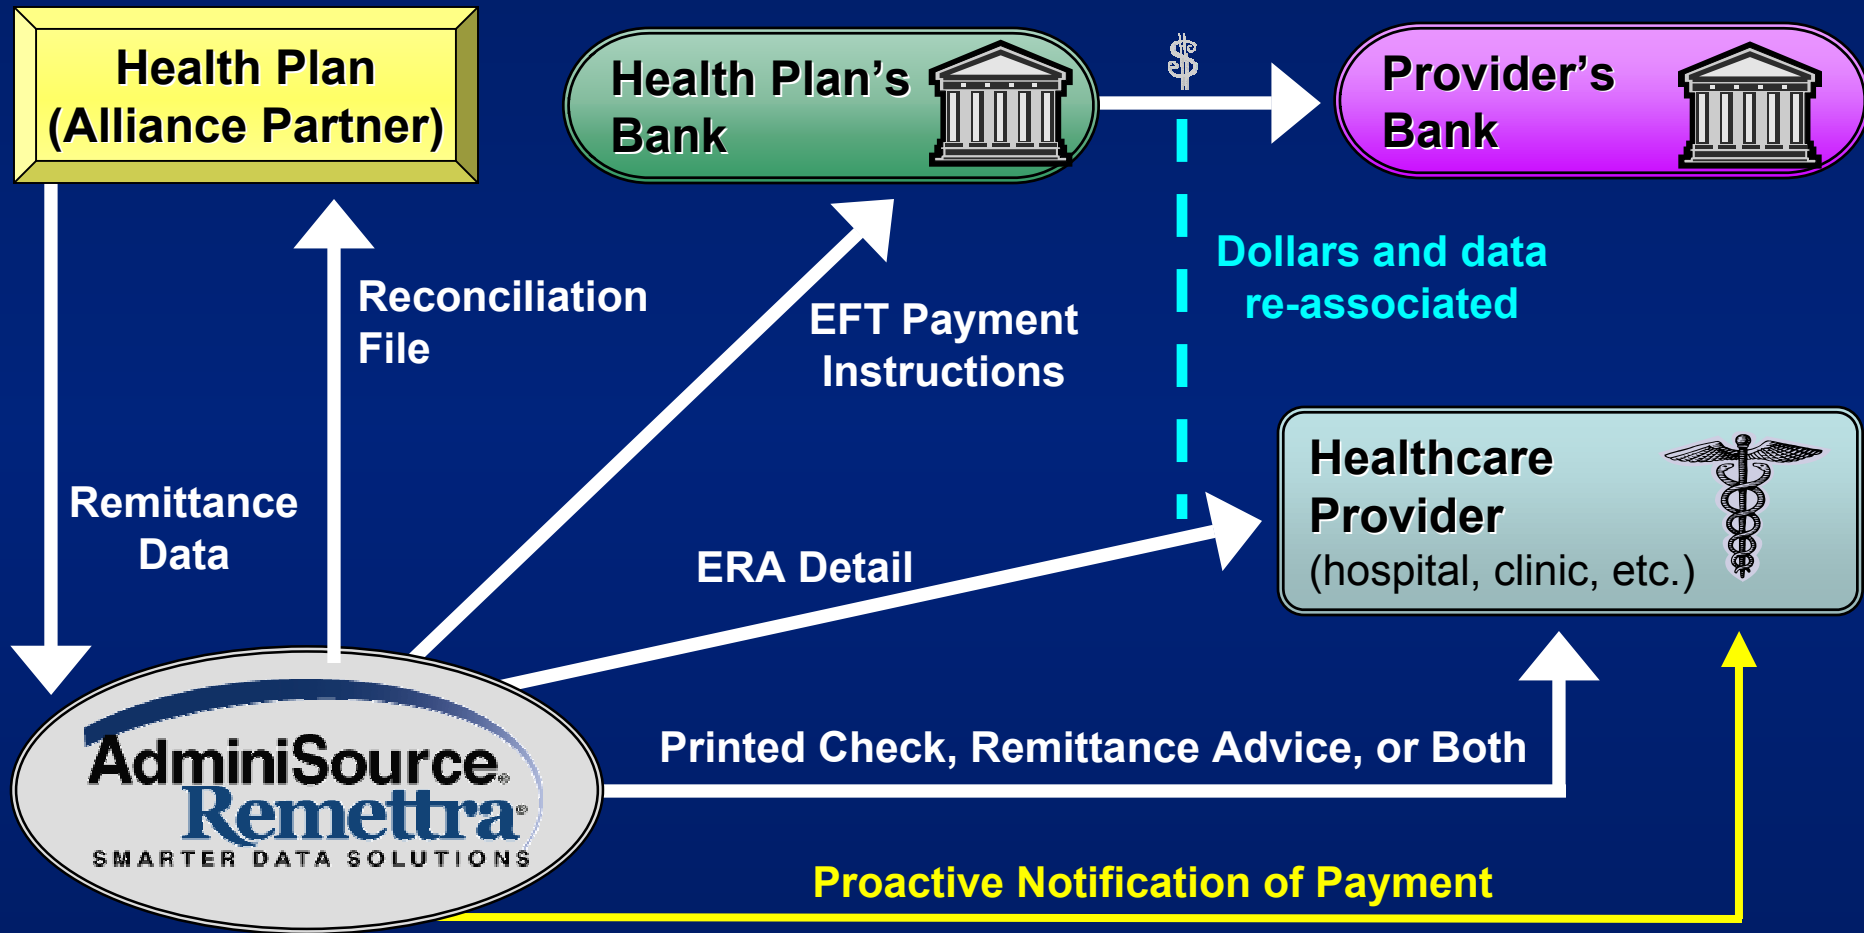 Health Plan
(Alliance Partner)
Health Plan's
Bank
$
Provider's
Bank
Dollars and data
re-associated
Reconciliation
File
EFT Payment
Instructions
Healthcare
Provider
(hospital, clinic, etc.)
Remittance
Data
ERA Detail
AdminiSource®
Remettra®
SMARTER DATA SOLUTIONS
Printed Check, Remittance Advice, or Both
Proactive Notification of Payment